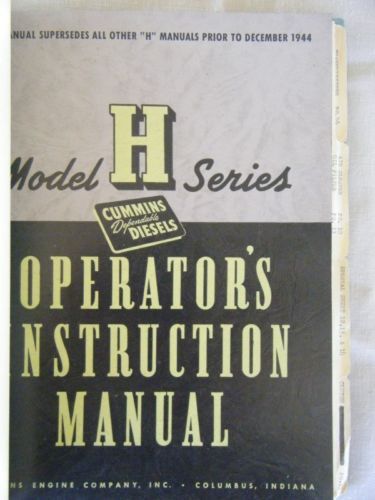 ANUAL SUPERSEDES ALL OTHER "H" MANUALS PRIOR TO DECEMBER 1944
Model H Series
CUMMINS
Dependable
DIESELS
OPERATOR'S
INSTRUCTION
MANUAL
NS ENGINE COMPANY, INC. • COLUMBUS, INDIANA